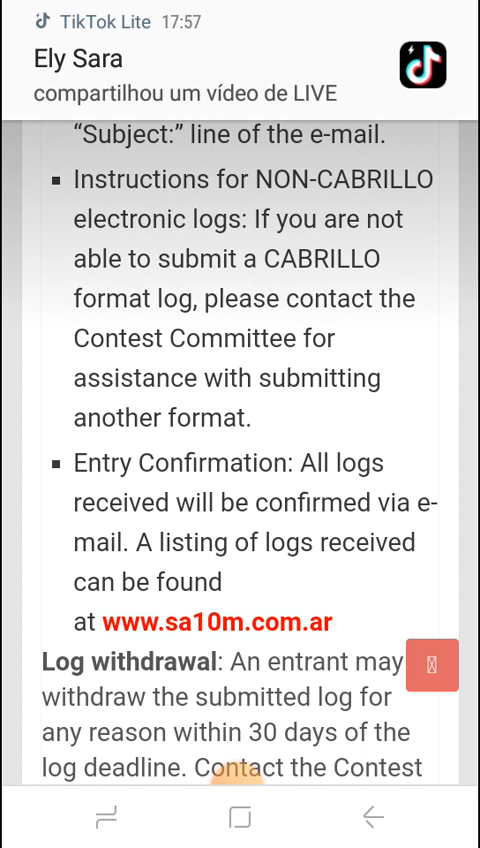 TikTok Lite 17:57
Ely Sara
compartilhou um vídeo de LIVE
“Subject:” line of the e-mail.
▪ Instructions for NON-CABRILLO
electronic logs: If you are not
able to submit a CABRILLO
format log, please contact the
Contest Committee for
assistance with submitting
another format.
▪ Entry Confirmation: All logs
received will be confirmed via e-
mail. A listing of logs received
can be found
at www.sa10m.com.ar
Log withdrawal: An entrant may
withdraw the submitted log for
any reason within 30 days of the
log deadline. Contact the Contest